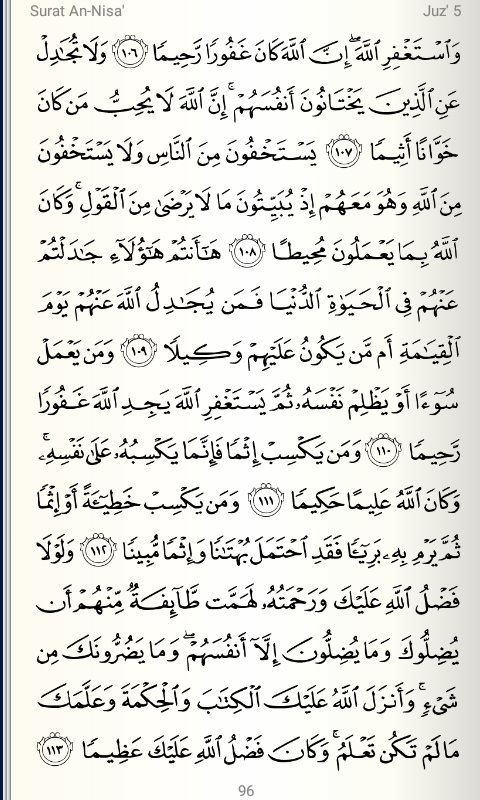 Surat An-Nisa' Juz' 5
وَٱسۡتَغۡفِرِ ٱللَّهَۖ إِنَّ ٱللَّهَ كَانَ غَفُورٗا رَّحِيمٗا ١٠٦ وَلَا تُجَٰدِلۡ
عَنِ ٱلَّذِينَ يَخۡتَانُونَ أَنفُسَهُمۡۚ إِنَّ ٱللَّهَ لَا يُحِبُّ مَن كَانَ
خَوَّانًا أَثِيمٗا ١٠٧ يَسۡتَخۡفُونَ مِنَ ٱلنَّاسِ وَلَا يَسۡتَخۡفُونَ
مِنَ ٱللَّهِ وَهُوَ مَعَهُمۡ إِذۡ يُبَيِّتُونَ مَا لَا يَرۡضَىٰ مِنَ ٱلۡقَوۡلِۚ وَكَانَ
ٱللَّهُ بِمَا يَعۡمَلُونَ مُحِيطًا ١٠٨ هَٰٓأَنتُمۡ هَٰٓؤُلَآءِ جَٰدَلۡتُمۡ
عَنۡهُمۡ فِي ٱلۡحَيَوٰةِ ٱلدُّنۡيَا فَمَن يُجَٰدِلُ ٱللَّهَ عَنۡهُمۡ يَوۡمَ
ٱلۡقِيَٰمَةِ أَم مَّن يَكُونُ عَلَيۡهِمۡ وَكِيلٗا ١٠٩ وَمَن يَعۡمَلۡ
سُوٓءًا أَوۡ يَظۡلِمۡ نَفۡسَهُۥ ثُمَّ يَسۡتَغۡفِرِ ٱللَّهَ يَجِدِ ٱللَّهَ غَفُورٗا
رَّحِيمٗا ١١٠ وَمَن يَكۡسِبۡ إِثۡمٗا فَإِنَّمَا يَكۡسِبُهُۥ عَلَىٰ نَفۡسِهِۦۚ
وَكَانَ ٱللَّهُ عَلِيمًا حَكِيمٗا ١١١ وَمَن يَكۡسِبۡ خَطِيٓـَٔةً أَوۡ إِثۡمٗا
ثُمَّ يَرۡمِ بِهِۦ بَرِيٓـٔٗا فَقَدِ ٱحۡتَمَلَ بُهۡتَٰنٗا وَإِثۡمٗا مُّبِينٗا ١١٢ وَلَوۡلَا
فَضۡلُ ٱللَّهِ عَلَيۡكَ وَرَحۡمَتُهُۥ لَهَمَّت طَّآئِفَةٞ مِّنۡهُمۡ أَن
يُضِلُّوكَ وَمَا يُضِلُّونَ إِلَّآ أَنفُسَهُمۡۖ وَمَا يَضُرُّونَكَ مِن
شَيۡءٖۚ وَأَنزَلَ ٱللَّهُ عَلَيۡكَ ٱلۡكِتَٰبَ وَٱلۡحِكۡمَةَ وَعَلَّمَكَ
مَا لَمۡ تَكُن تَعۡلَمُۚ وَكَانَ فَضۡلُ ٱللَّهِ عَلَيۡكَ عَظِيمٗا ١١٣
96